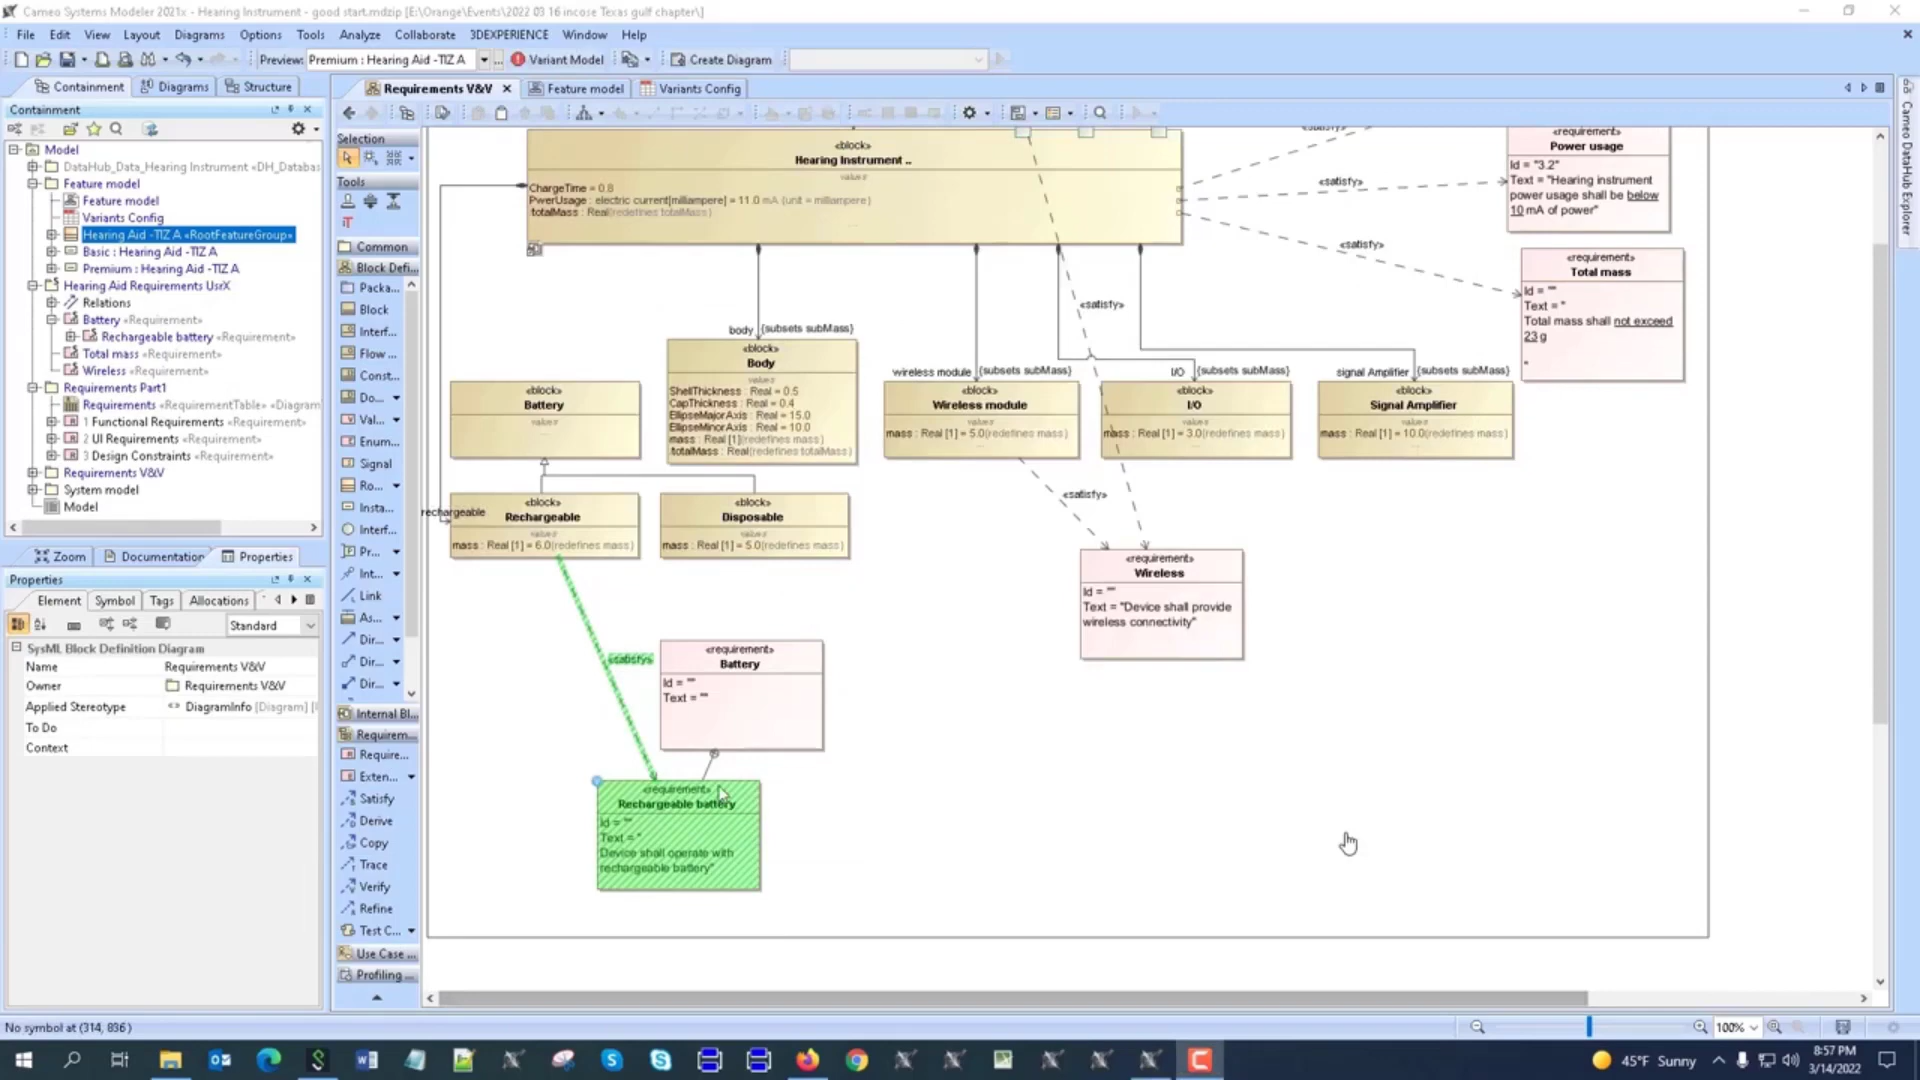 Cameo Systems Modeler 2021x - Hearing Instrument - good start.mdzip [E:\Orange\Events\2022 03 16 incose Texas gulf chapter\]
File Edit View Layout Diagrams Options Tools Analyze Collaborate 3DEXPERIENCE Window Help
Preview: Premium : Hearing Aid -TIZ A ... Variant Model Create Diagram
Containment Diagrams Structure
Requirements V&V Feature model Variants Config
Containment
Model
DataHub_Data_Hearing Instrument «DH_Databas
Feature model
Feature model
Variants Config
Hearing Aid -TIZ A «RootFeatureGroup»
Basic : Hearing Aid -TIZ A
Premium : Hearing Aid -TIZ A
Hearing Aid Requirements UsrX
Relations
Battery «Requirement»
Rechargeable battery «Requirement»
Total mass «Requirement»
Wireless «Requirement»
Requirements Part1
Requirements «RequirementTable» «Diagram
1 Functional Requirements «Requirement»
2 UI Requirements «Requirement»
3 Design Constraints «Requirement»
Requirements V&V
System model
Model
Zoom Documentation Properties
Properties
Element Symbol Tags Allocations
Standard
SysML Block Definition Diagram
Name Requirements V&V
Owner Requirements V&V
Applied Stereotype «» DiagramInfo [Diagram] [
To Do
Context
Selection
Tools
Common
Block Defi...
Packa...
Block
Interf...
Flow ...
Const...
Do...
Val...
Enum...
Signal
Ro...
Insta...
Interf...
Pr...
Int...
Link
As...
Dir...
Dir...
Dir...
Internal Bl...
Requirem...
Require...
Exten...
Satisfy
Derive
Copy
Trace
Verify
Refine
Test C...
Use Case ...
Profiling ...
«block»
Hearing Instrument ..
values
ChargeTime = 0.8
PwerUsage : electric current[milliampere] = 11.0 mA {unit = milliampere}
totalMass : Real{redefines totalMass}
«satisfy»
«satisfy»
«satisfy»
«satisfy»
«requirement»
Power usage
Id = "3.2"
Text = "Hearing instrument
power usage shall be below
10 mA of power"
«requirement»
Total mass
Id = ""
Text = "
Total mass shall not exceed
23 g
"
body {subsets subMass}
wireless module {subsets subMass}
I/O {subsets subMass}
signal Amplifier {subsets subMass}
«block»
Battery
values
«block»
Body
values
ShellThickness : Real = 0.5
CapThickness : Real = 0.4
EllipseMajorAxis : Real = 15.0
EllipseMinorAxis : Real = 10.0
mass : Real [1]{redefines mass}
totalMass : Real{redefines totalMass}
«block»
Wireless module
values
mass : Real [1] = 5.0{redefines mass}
«block»
I/O
values
mass : Real [1] = 3.0{redefines mass}
«block»
Signal Amplifier
values
mass : Real [1] = 10.0{redefines mass}
rechargeable
«block»
Rechargeable
values
mass : Real [1] = 6.0{redefines mass}
«block»
Disposable
values
mass : Real [1] = 5.0{redefines mass}
«satisfy»
«requirement»
Wireless
Id = ""
Text = "Device shall provide
wireless connectivity"
«satisfy»
«requirement»
Battery
Id = ""
Text = ""
«requirement»
Rechargeable battery
Id = ""
Text = "
Device shall operate with
rechargeable battery"
Cameo DataHub Explorer
No symbol at (314, 836)
100%
45°F Sunny
8:57 PM
3/14/2022